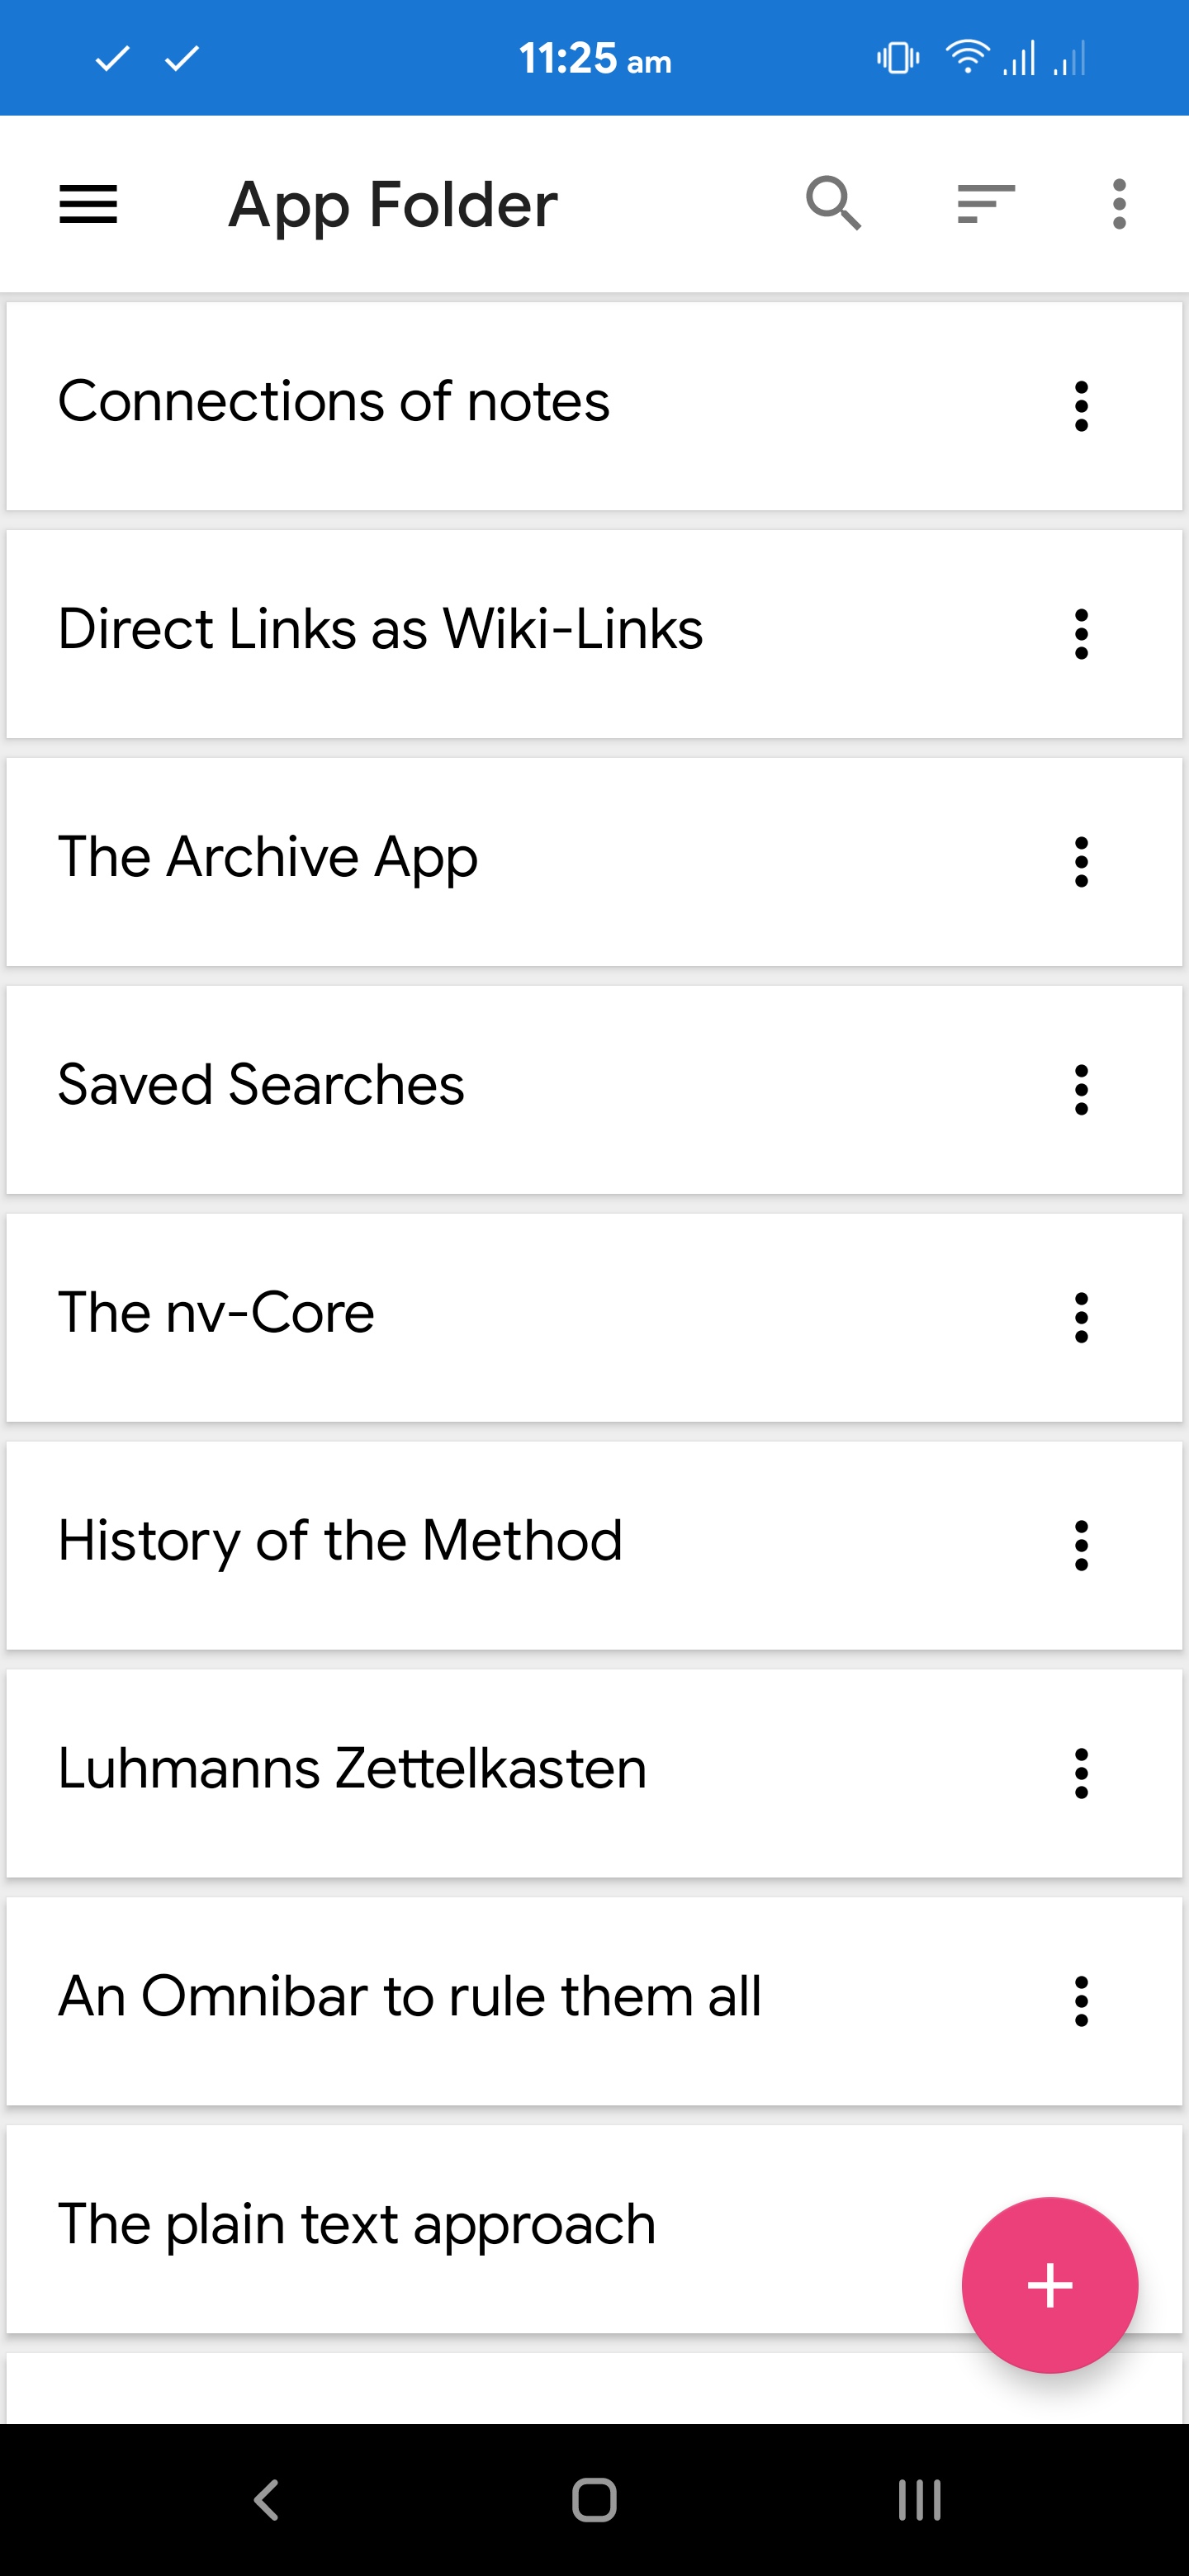 11:25 am
App Folder
Connections of notes
Direct Links as Wiki-Links
The Archive App
Saved Searches
The nv-Core
History of the Method
Luhmanns Zettelkasten
An Omnibar to rule them all
The plain text approach